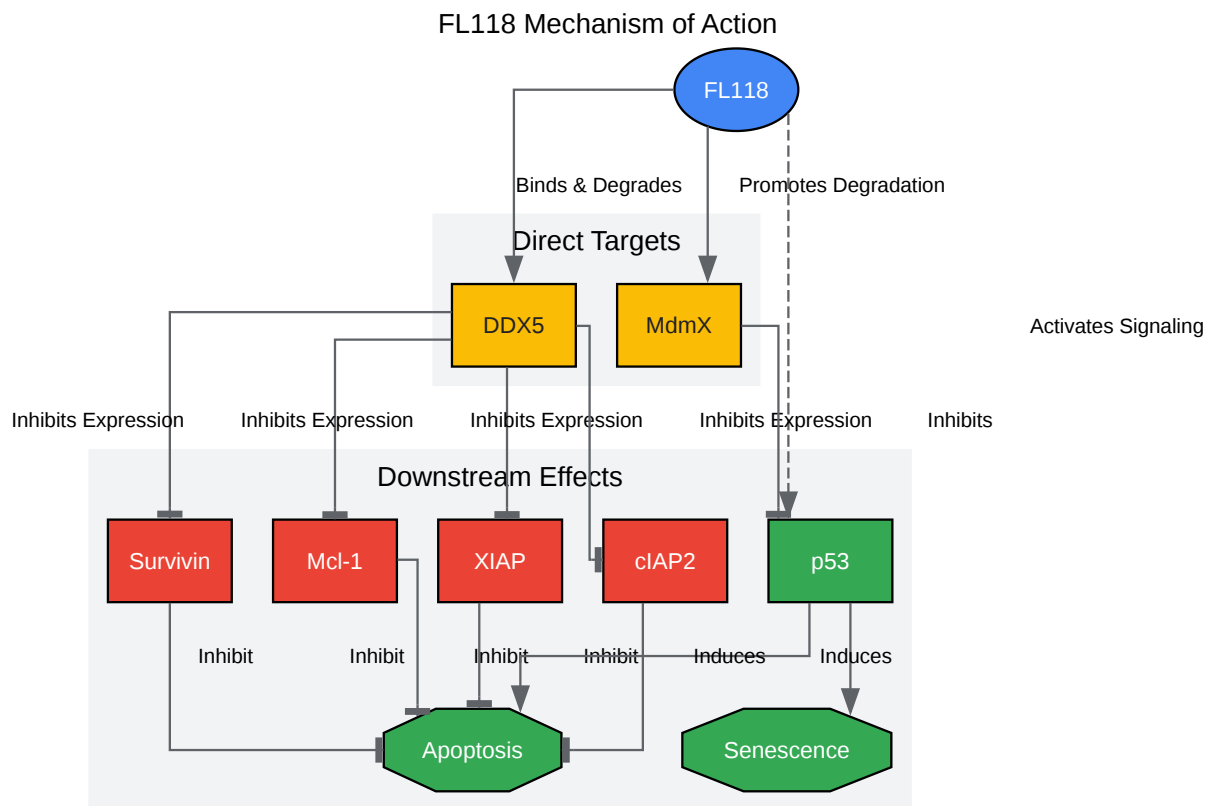 FL118 Mechanism of Action
FL118
Binds & Degrades
Promotes Degradation
Direct Targets
DDX5
MdmX
Activates Signaling
Inhibits Expression
Inhibits Expression
Inhibits Expression
Inhibits Expression
Inhibits
Downstream Effects
Survivin
Mcl-1
XIAP
cIAP2
p53
Inhibit
Inhibit
Inhibit
Inhibit
Induces
Induces
Apoptosis
Senescence